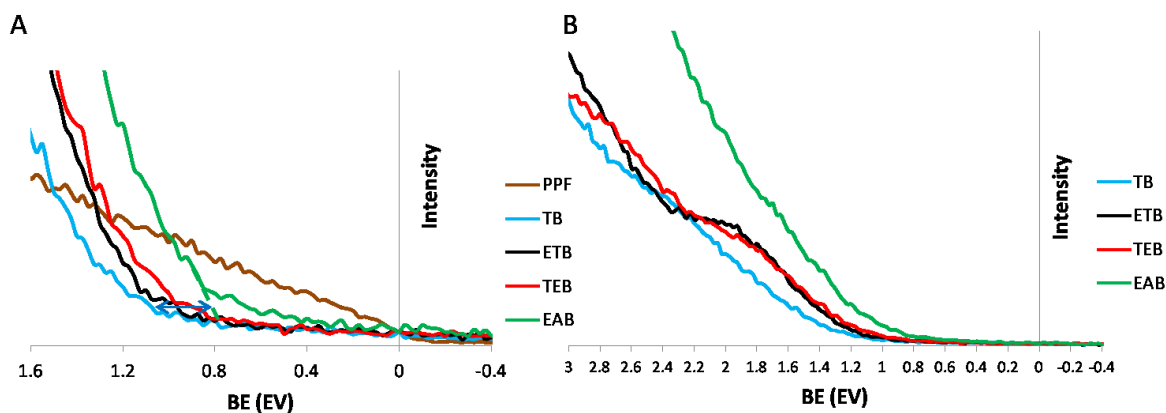 A
Intensity
PPF
TB
ETB
TEB
EAB
1.6 1.2 0.8 0.4 0 -0.4
BE (EV)
B
Intensity
TB
ETB
TEB
EAB
3 2.8 2.6 2.4 2.2 2 1.8 1.6 1.4 1.2 1 0.8 0.6 0.4 0.2 0 -0.2 -0.4
BE (EV)